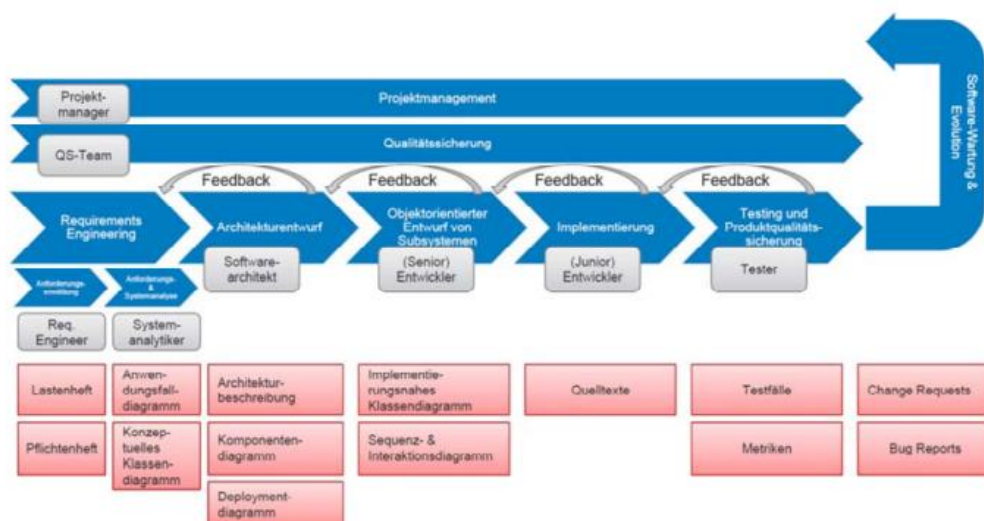 Projekt-
manager
Projektmanagement
QS-Team
Qualitätssicherung
Software-Wartung &
Evolution
Feedback
Feedback
Feedback
Feedback
Requirements
Engineering
Architekturentwurf
Objektorientierter
Entwurf von
Subsystemen
Implementierung
Testing und
Produktqualitäts-
sicherung
Software-
architekt
(Senior)
Entwickler
(Junior)
Entwickler
Tester
Anforderungs-
ermittlung
Anforderungs-
&
Systemanalyse
Req.
Engineer
System-
analytiker
Lastenheft
Anwen-
dungsfall-
diagramm
Architektur-
beschreibung
Implementie-
rungsnahes
Klassendiagramm
Quelltexte
Testfälle
Change Requests
Pflichtenheft
Konzep-
tuelles
Klassen-
diagramm
Komponenten-
diagramm
Sequenz- &
Interaktionsdiagramm
Metriken
Bug Reports
Deployment-
diagramm